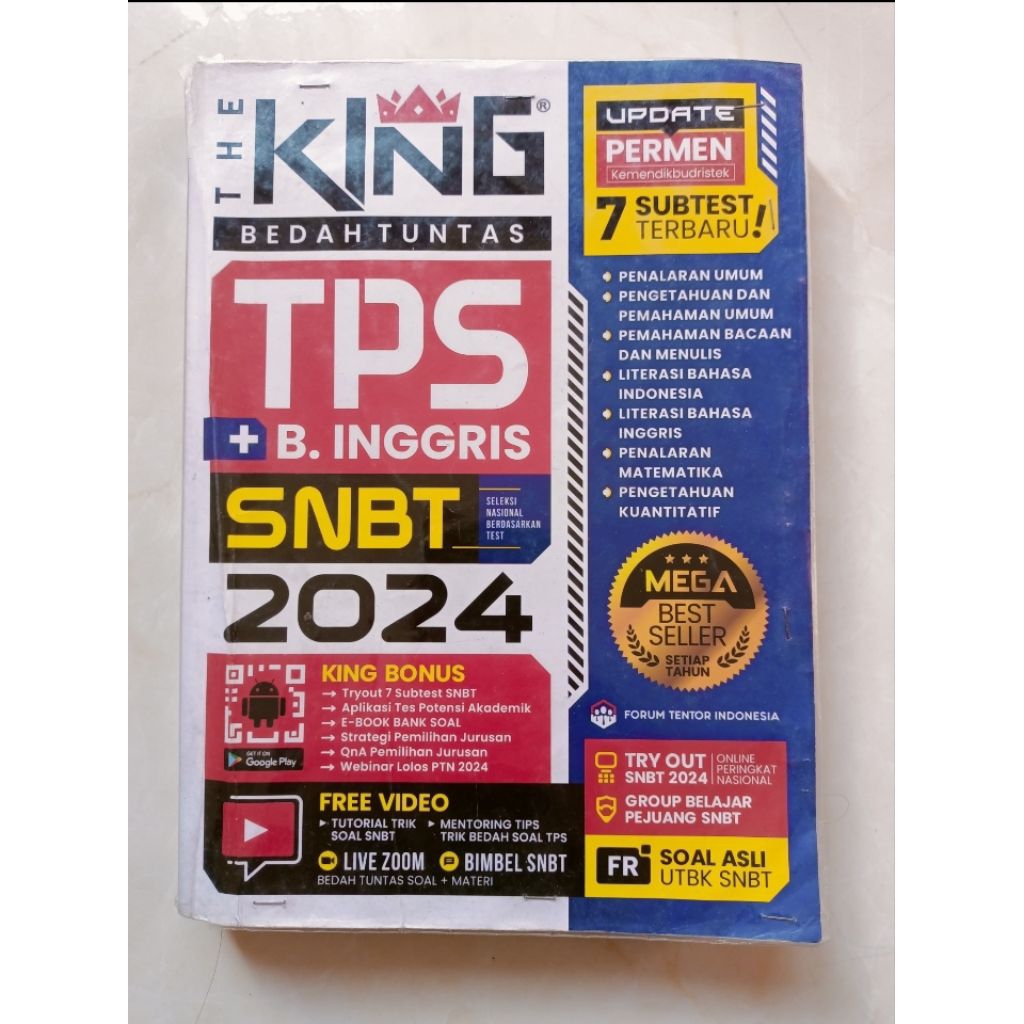 THE
KING®
BEDAH TUNTAS
TPS
+ B. INGGRIS
SNBT
SELEKSI
NASIONAL
BERDASARKAN
TEST
2024
KING BONUS
→ Tryout 7 Subtest SNBT
→ Aplikasi Tes Potensi Akademik
→ E-BOOK BANK SOAL
→ Strategi Pemilihan Jurusan
→ QnA Pemilihan Jurusan
→ Webinar Lolos PTN 2024
GET IT ON
Google Play
FREE VIDEO
▸ TUTORIAL TRIK
SOAL SNBT
▸ MENTORING TIPS
TRIK BEDAH SOAL TPS
LIVE ZOOM
BIMBEL SNBT
BEDAH TUNTAS SOAL + MATERI
UPDATE
PERMEN
Kemendikbudristek
7 SUBTEST
TERBARU!
PENALARAN UMUM
PENGETAHUAN DAN
PEMAHAMAN UMUM
PEMAHAMAN BACAAN
DAN MENULIS
LITERASI BAHASA
INDONESIA
LITERASI BAHASA
INGGRIS
PENALARAN
MATEMATIKA
PENGETAHUAN
KUANTITATIF
MEGA
BEST
SELLER
SETIAP
TAHUN
FORUM TENTOR INDONESIA
TRY OUT
SNBT 2024
ONLINE
PERINGKAT
NASIONAL
GROUP BELAJAR
PEJUANG SNBT
FR
SOAL ASLI
UTBK SNBT